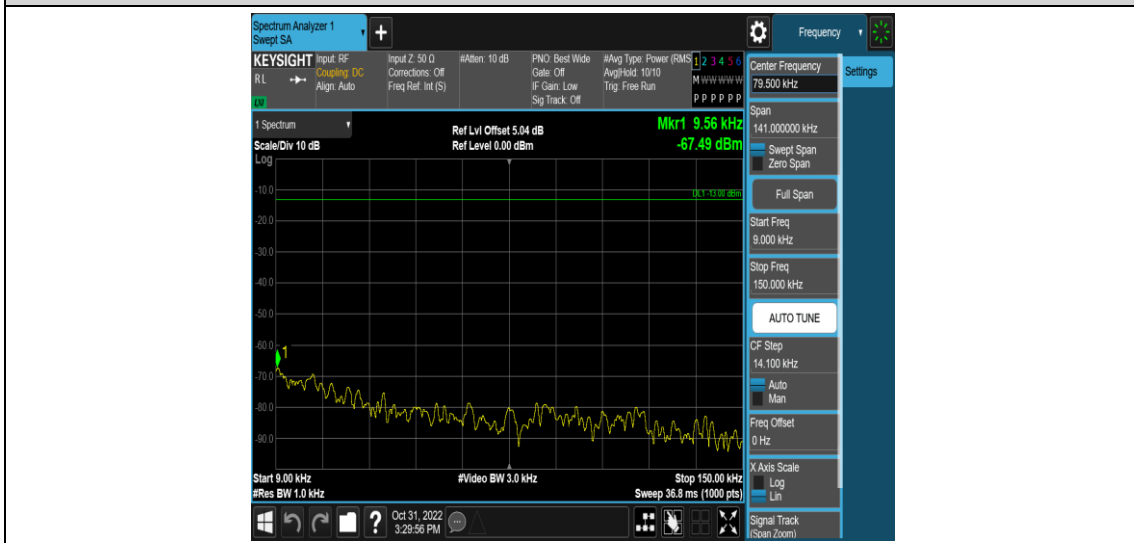 Spectrum Analyzer 1
Swept SA
+
Frequency
KEYSIGHT
RL
LNI
Input: RF
Coupling: DC
Align: Auto
Input Z: 50 Ω
Corrections: Off
Freq Ref: Int (S)
#Atten: 10 dB
PNO: Best Wide
Gate: Off
IF Gain: Low
Sig Track: Off
#Avg Type: Power (RMS
Avg|Hold: 10/10
Trig: Free Run
1 2 3 4 5 6
M W W W W W
P P P P P P
1 Spectrum
Scale/Div 10 dB
Ref Lvl Offset 5.04 dB
Ref Level 0.00 dBm
Mkr1 9.56 kHz
-67.49 dBm
Log
DL1 -13.00 dBm
-10.0
-20.0
-30.0
-40.0
-50.0
-60.0
1
-70.0
-80.0
-90.0
Start 9.00 kHz
#Res BW 1.0 kHz
#Video BW 3.0 kHz
Stop 150.00 kHz
Sweep 36.8 ms (1000 pts)
?
Oct 31, 2022
3:29:56 PM
Center Frequency
79.500 kHz
Settings
Span
141.000000 kHz
Swept Span
Zero Span
Full Span
Start Freq
9.000 kHz
Stop Freq
150.000 kHz
AUTO TUNE
CF Step
14.100 kHz
Auto
Man
Freq Offset
0 Hz
X Axis Scale
Log
Lin
Signal Track
(Span Zoom)